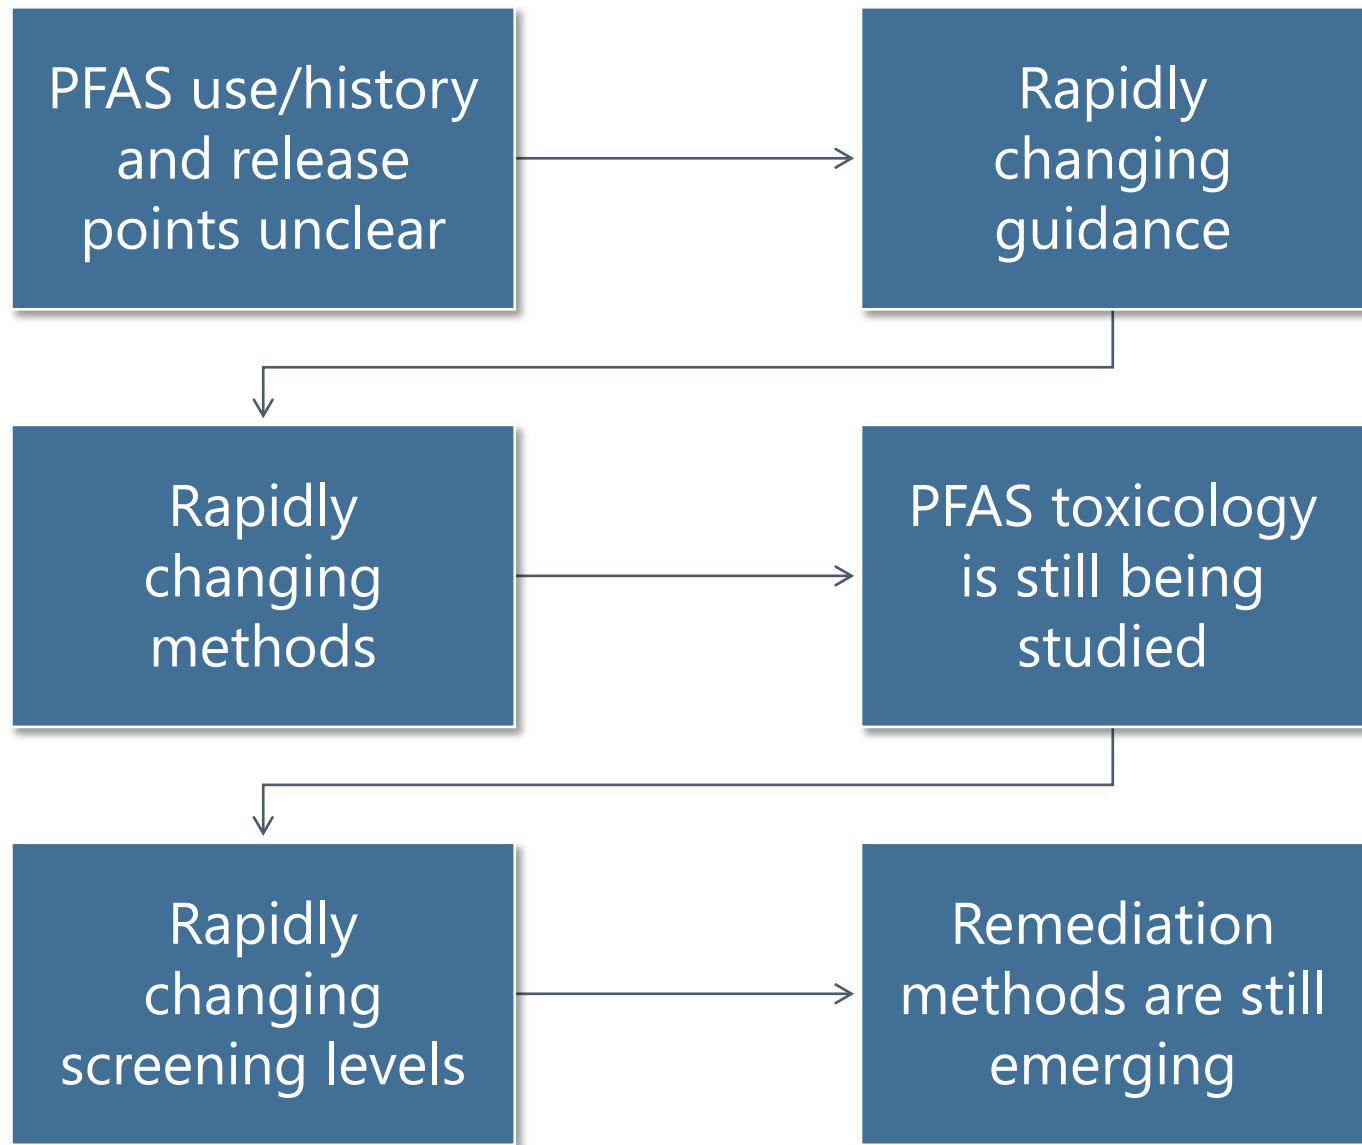 PFAS use/history
and release
points unclear
Rapidly
changing
guidance
Rapidly
changing
methods
PFAS toxicology
is still being
studied
Rapidly
changing
screening levels
Remediation
methods are still
emerging